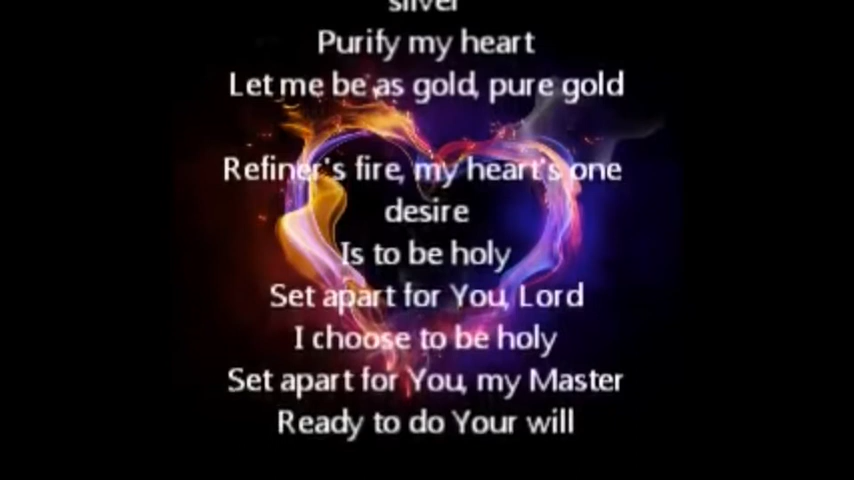 silver
Purify my heart
Let me be as gold, pure gold
Refiner's fire, my heart's one
desire
Is to be holy
Set apart for You, Lord
I choose to be holy
Set apart for You, my Master
Ready to do Your will